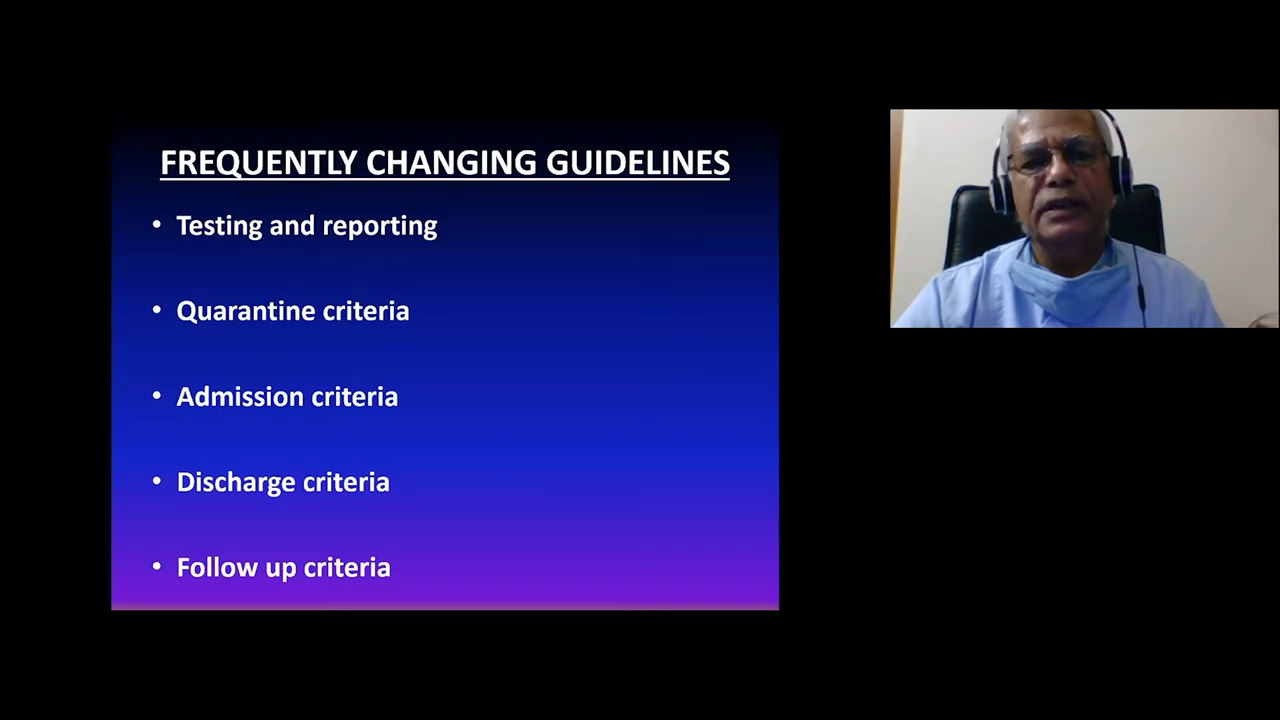 FREQUENTLY CHANGING GUIDELINES
• Testing and reporting
• Quarantine criteria
• Admission criteria
• Discharge criteria
• Follow up criteria